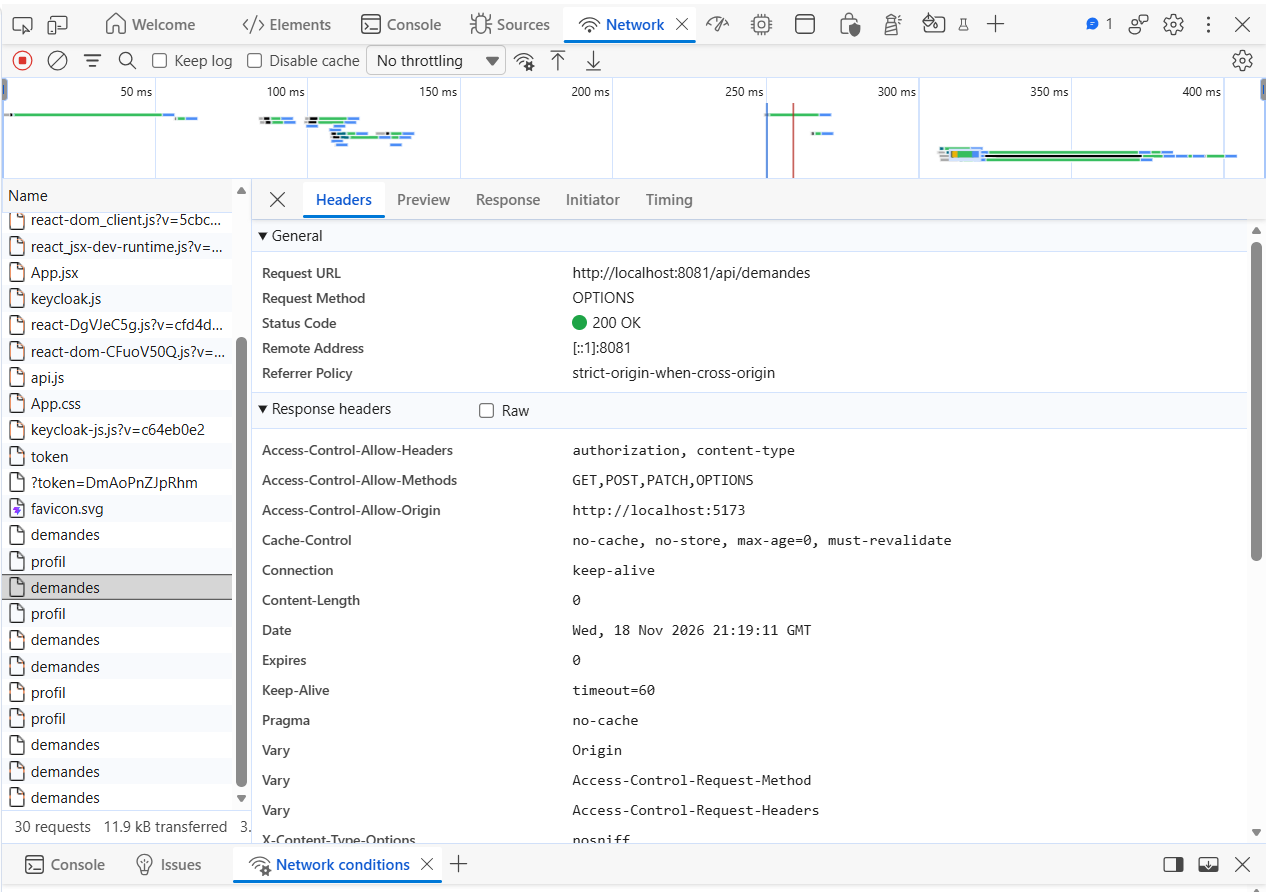 Welcome Elements Console Sources Network 1
Keep log Disable cache No throttling
50 ms 100 ms 150 ms 200 ms 250 ms 300 ms 350 ms 400 ms
Name
react-dom_client.js?v=5cbc...
react_jsx-dev-runtime.js?v=...
App.jsx
keycloak.js
react-DgVJeC5g.js?v=cfd4d...
react-dom-CFuoV50Q.js?v=...
api.js
App.css
keycloak-js.js?v=c64eb0e2
token
?token=DmAoPnZJpRhm
favicon.svg
demandes
profil
demandes
profil
demandes
demandes
profil
profil
demandes
demandes
demandes
30 requests 11.9 kB transferred 3.
Headers Preview Response Initiator Timing
General
Request URL http://localhost:8081/api/demandes
Request Method OPTIONS
Status Code 200 OK
Remote Address [::1]:8081
Referrer Policy strict-origin-when-cross-origin
Response headers Raw
Access-Control-Allow-Headers authorization, content-type
Access-Control-Allow-Methods GET,POST,PATCH,OPTIONS
Access-Control-Allow-Origin http://localhost:5173
Cache-Control no-cache, no-store, max-age=0, must-revalidate
Connection keep-alive
Content-Length 0
Date Wed, 18 Nov 2026 21:19:11 GMT
Expires 0
Keep-Alive timeout=60
Pragma no-cache
Vary Origin
Vary Access-Control-Request-Method
Vary Access-Control-Request-Headers
X-Content-Type-Options nosniff
Console Issues Network conditions